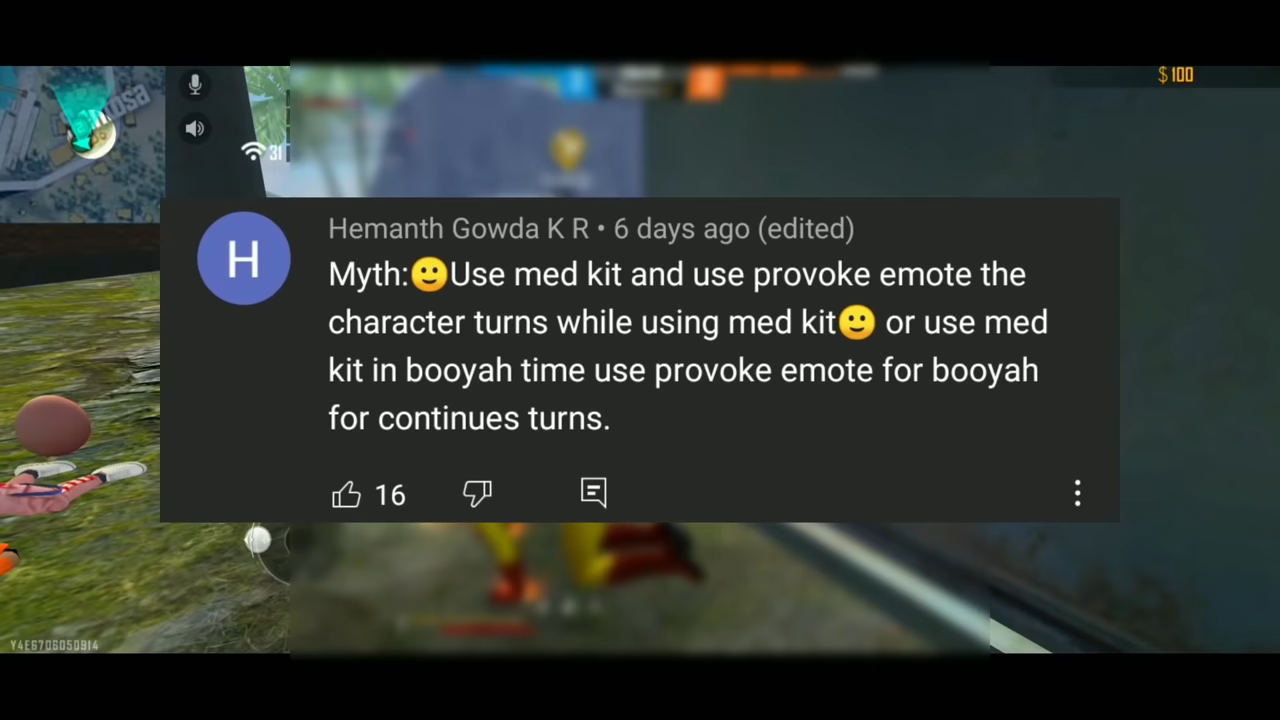 $100
31
Hemanth Gowda K R • 6 days ago (edited)
Myth:🙂Use med kit and use provoke emote the
character turns while using med kit🙂 or use med
kit in booyah time use provoke emote for booyah
for continues turns.
16
H
Y4E6706050914